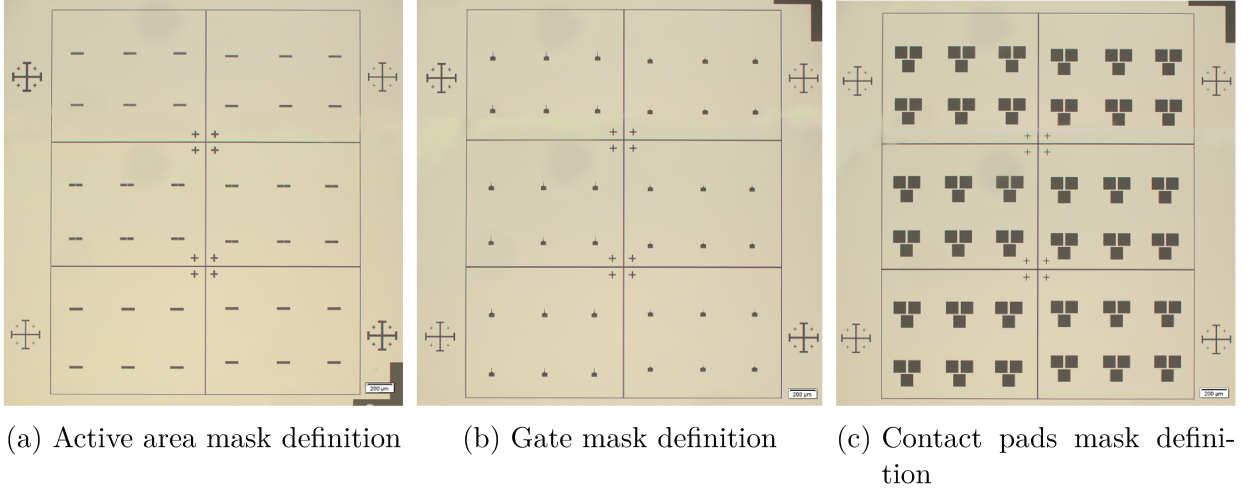 200 μm
200 μm
200 μm
(a) Active area mask definition
(b) Gate mask definition
(c) Contact pads mask defini-
tion